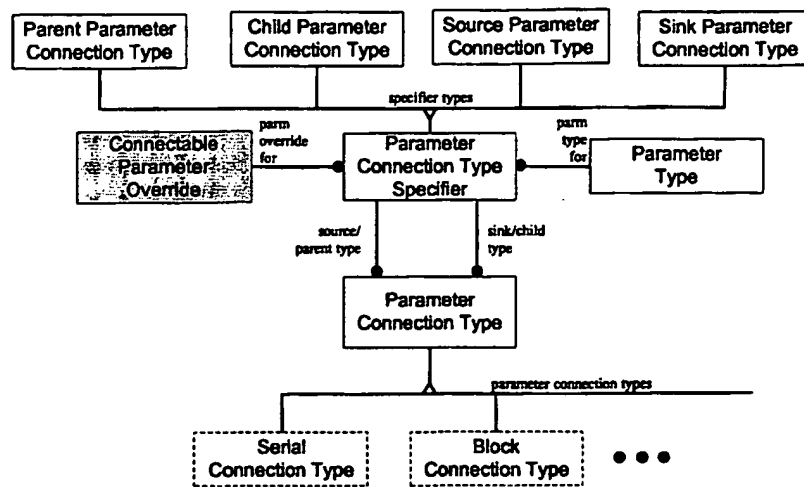 Parent Parameter
Connection Type
Child Parameter
Connection Type
Source Parameter
Connection Type
Sink Parameter
Connection Type
specifier types
Connectable
Parameter
Override
parm
override
for
Parameter
Connection Type
Specifier
parm
type
for
Parameter
Type
source/
parent type
sink/child
type
Parameter
Connection Type
parameter connection types
Serial
Connection Type
Block
Connection Type